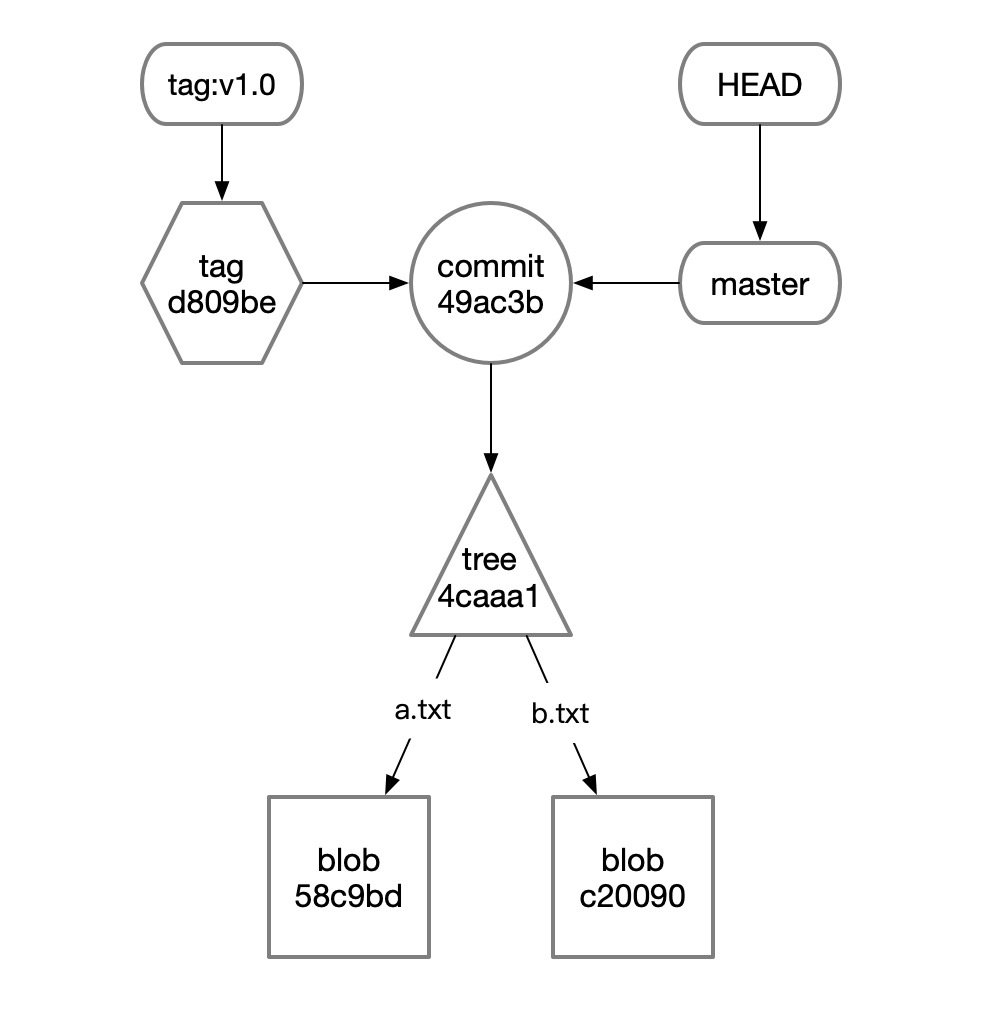 tag:v1.0
HEAD
tag
d809be
commit
49ac3b
master
tree
4caaa1
a.txt
b.txt
blob
58c9bd
blob
c20090